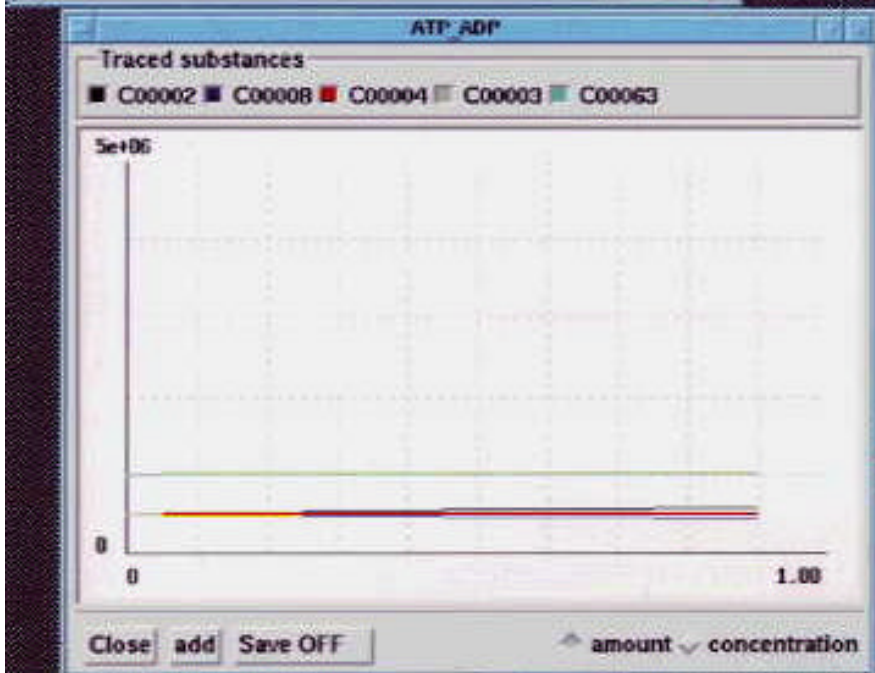 ATP_ADP
Traced substances
C00002 C00008 C00004 C00003 C00063
5e+06
0
0 1.00
Close add Save OFF amount concentration